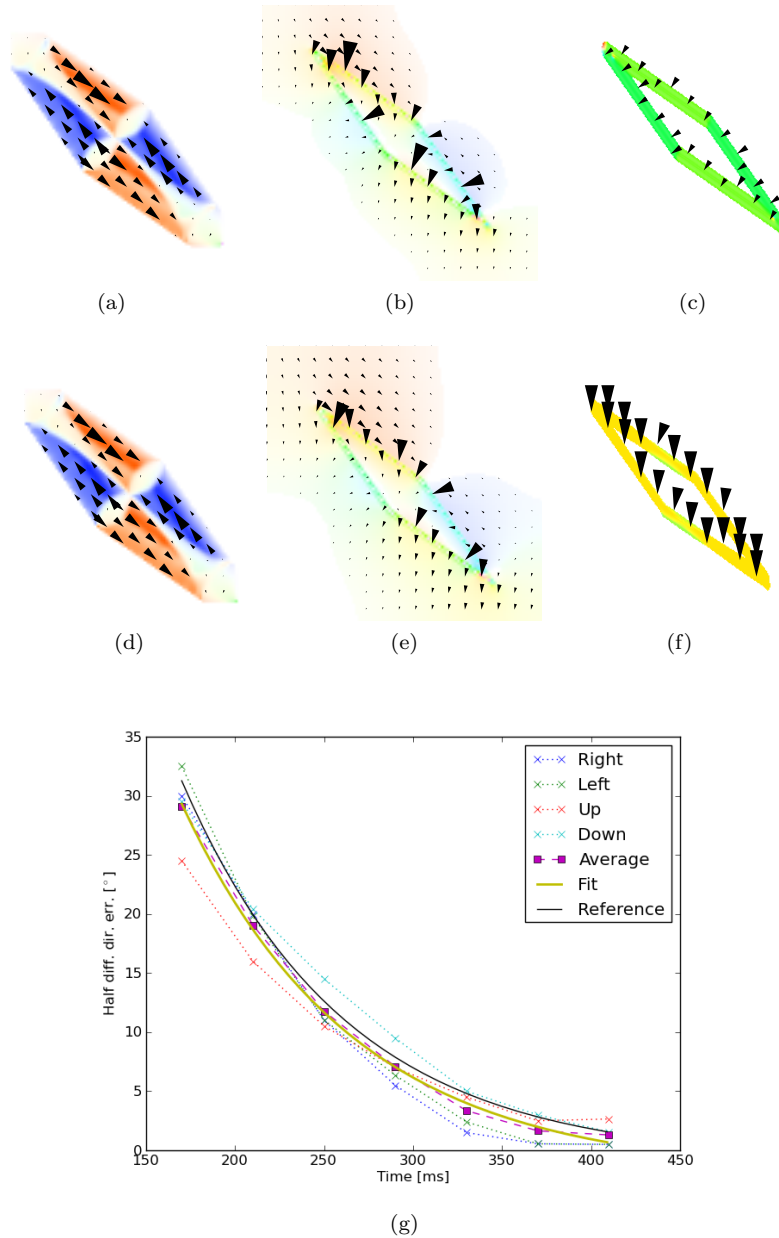 (a) (b) (c)
(d) (e) (f)
35
30
25
20
15
10
5
0
Half diff. dir. err. [°]
Right
Left
Up
Down
Average
Fit
Reference
150 200 250 300 350 400 450
Time [ms]
(g)